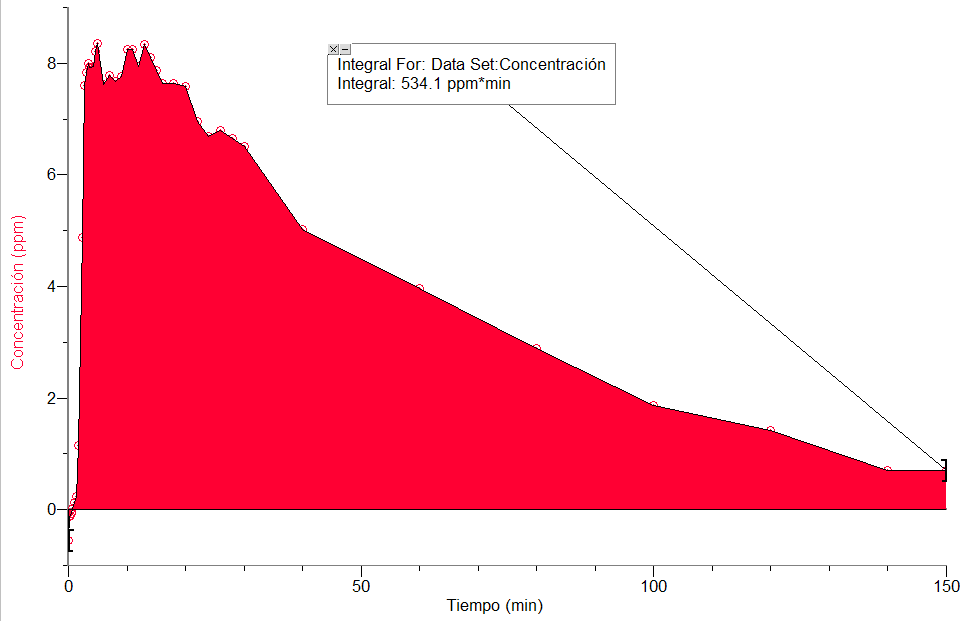 Integral For: Data Set:Concentración
Integral: 534.1 ppm*min
8
6
4
2
0
Concentración (ppm)
0 50 100 150
Tiempo (min)